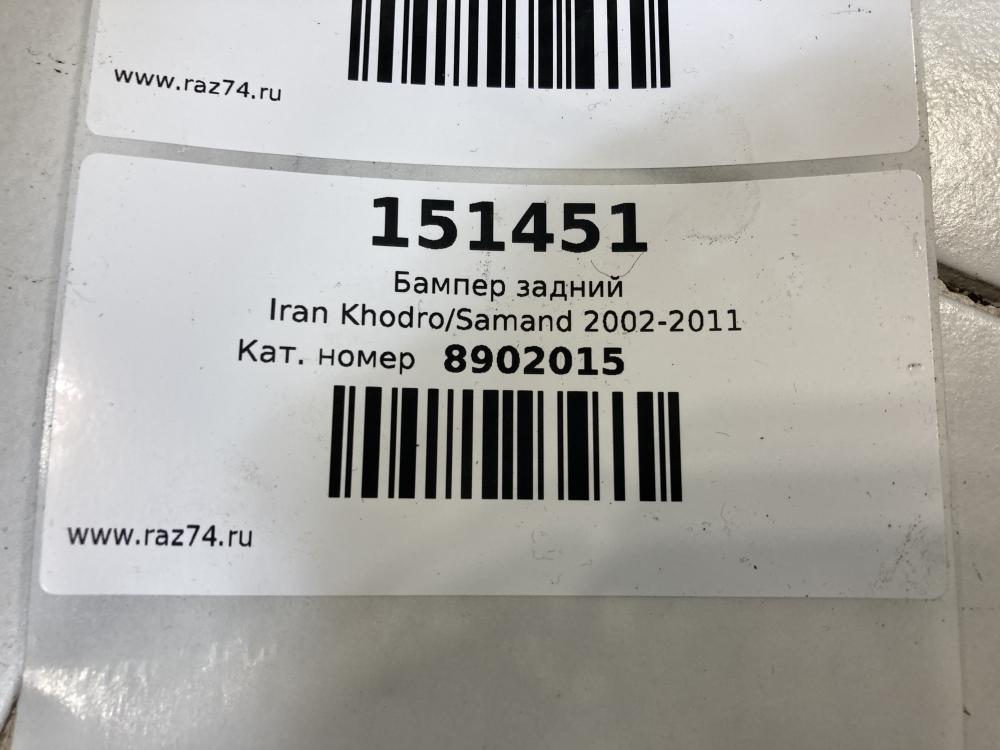 www.raz74.ru
151451
Бампер задний
Iran Khodro/Samand 2002-2011
Кат. номер 8902015
www.raz74.ru